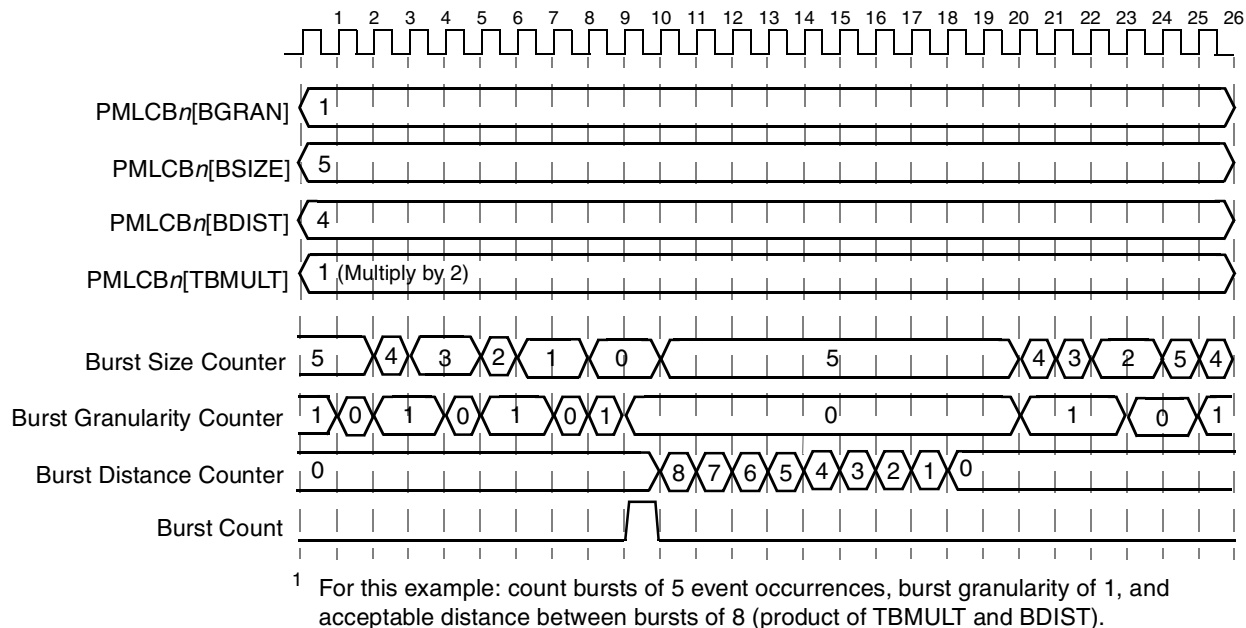 1 2 3 4 5 6 7 8 9 10 11 12 13 14 15 16 17 18 19 20 21 22 23 24 25 26
PMLCBn[BGRAN] 1
PMLCBn[BSIZE] 5
PMLCBn[BDIST] 4
PMLCBn[TBMULT] 1 (Multiply by 2)
Burst Size Counter 5 4 3 2 1 0 5 4 3 2 5 4
Burst Granularity Counter 1 0 1 0 1 0 1 0 1 0 1
Burst Distance Counter 0 8 7 6 5 4 3 2 1 0
Burst Count
1 For this example: count bursts of 5 event occurrences, burst granularity of 1, and
acceptable distance between bursts of 8 (product of TBMULT and BDIST).